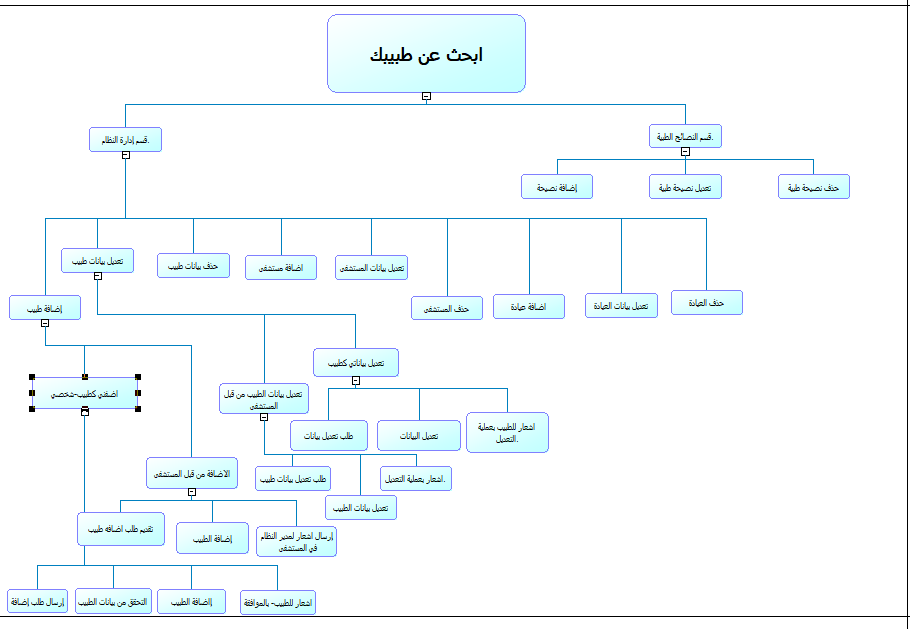 ابحث عن طبيبك
قسم النصائح الطبية.
قسم إدارة النظام.
حذف نصيحة طبية
تعديل نصيحة طبية
إضافة نصيحة
حذف العيادة
تعديل بيانات العيادة
اضافة عيادة
حذف المستشفى
تعديل بيانات المستشفى
اضافة مستشفى
حذف بيانات طبيب
تعديل بيانات طبيب
إضافة طبيب
تعديل بياناتي كطبيب
تعديل بيانات الطبيب من قبل
المستشفى
اشعار للطبيب بعملية
التعديل.
تعديل البيانات
طلب تعديل بيانات
اشعار بعملية التعديل.
تعديل بيانات الطبيب
طلب تعديل بيانات طبيب
اضفني كطبيب-شخصي
الأضافة من قبل المستشفى
إرسال اشعار لمدير النظام
في المستشفى
إضافة الطبيب
تقديم طلب اضافه طبيب
اشعار للطبيب- بالموافقة
إالضافة الطبيب
التحقق من بيانات الطبيب
إرسال طلب إضافة